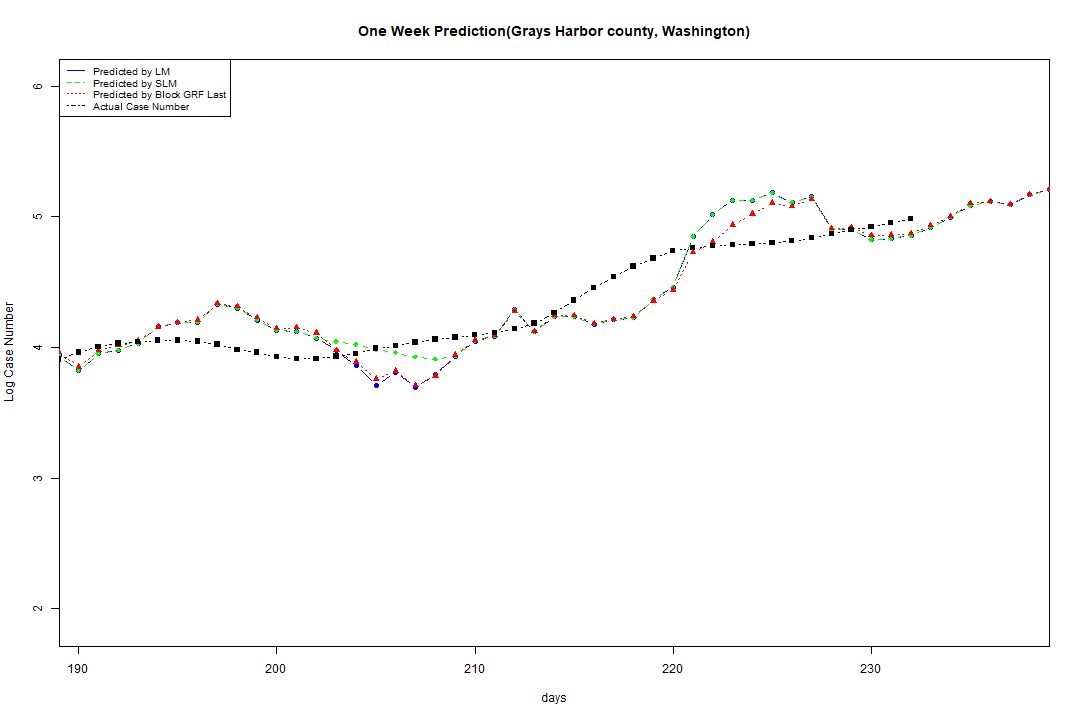 One Week Prediction(Grays Harbor county, Washington)
Predicted by LM
Predicted by SLM
Predicted by Block GRF Last
Actual Case Number
6
5
4
3
2
Log Case Number
190 200 210 220 230
days